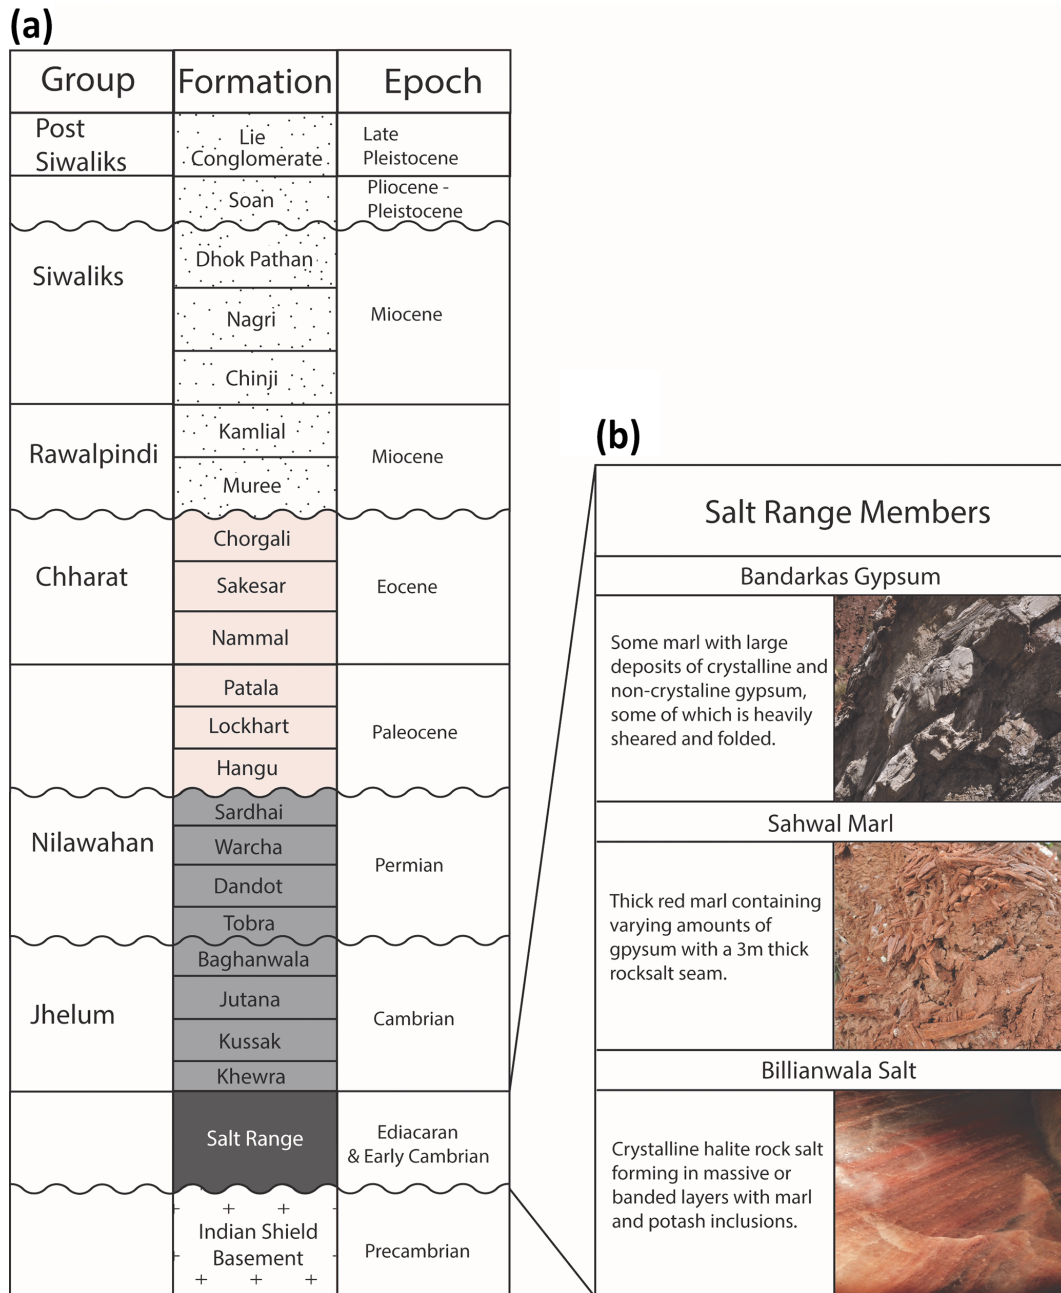 (a)
Group
Formation
Epoch
Post
Siwaliks
Lie
Conglomerate
Late
Pleistocene
Soan
Pliocene -
Pleistocene
Siwaliks
Dhok Pathan
Nagri
Chinji
Miocene
Rawalpindi
Kamlial
Muree
Miocene
Chharat
Chorgali
Sakesar
Nammal
Eocene
Patala
Lockhart
Hangu
Paleocene
Nilawahan
Sardhai
Warcha
Dandot
Tobra
Permian
Jhelum
Baghanwala
Jutana
Kussak
Khewra
Cambrian
Salt Range
Ediacaran
& Early Cambrian
Indian Shield
Basement
Precambrian
(b)
Salt Range Members
Bandarkas Gypsum
Some marl with large
deposits of crystalline and
non-crystaline gypsum,
some of which is heavily
sheared and folded.
Sahwal Marl
Thick red marl containing
varying amounts of
gpysum with a 3m thick
rocksalt seam.
Billianwala Salt
Crystalline halite rock salt
forming in massive or
banded layers with marl
and potash inclusions.